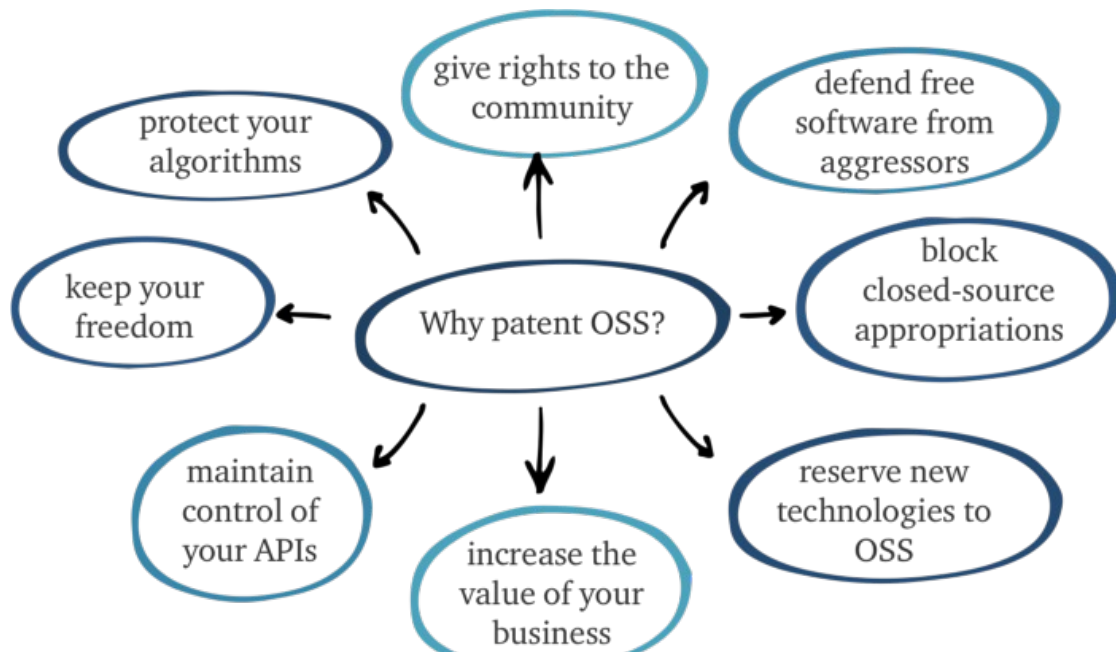 give rights to the
community
defend free
software from
aggressors
protect your
algorithms
block
closed-source
appropriations
keep your
freedom
Why patent OSS?
maintain
control of
your APIs
increase the
value of your
business
reserve new
technologies to
OSS